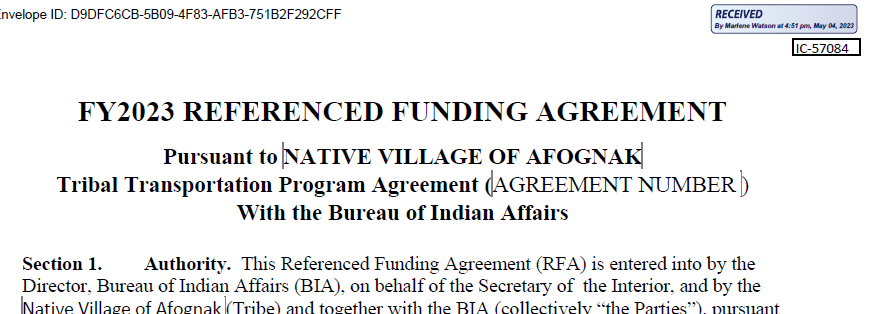 nvelope ID: D9DFC6CB-5B09-4F83-AFB3-751B2F292CFF
RECEIVED
By Marlene Watson at 4:51 pm, May 04, 2023
IC-57084
FY2023 REFERENCED FUNDING AGREEMENT
Pursuant to NATIVE VILLAGE OF AFOGNAK
Tribal Transportation Program Agreement (AGREEMENT NUMBER )
With the Bureau of Indian Affairs
Section 1. Authority. This Referenced Funding Agreement (RFA) is entered into by the
Director, Bureau of Indian Affairs (BIA), on behalf of the Secretary of the Interior, and by the
Native Village of Afognak (Tribe) and together with the BIA (collectively “the Parties”), pursuant